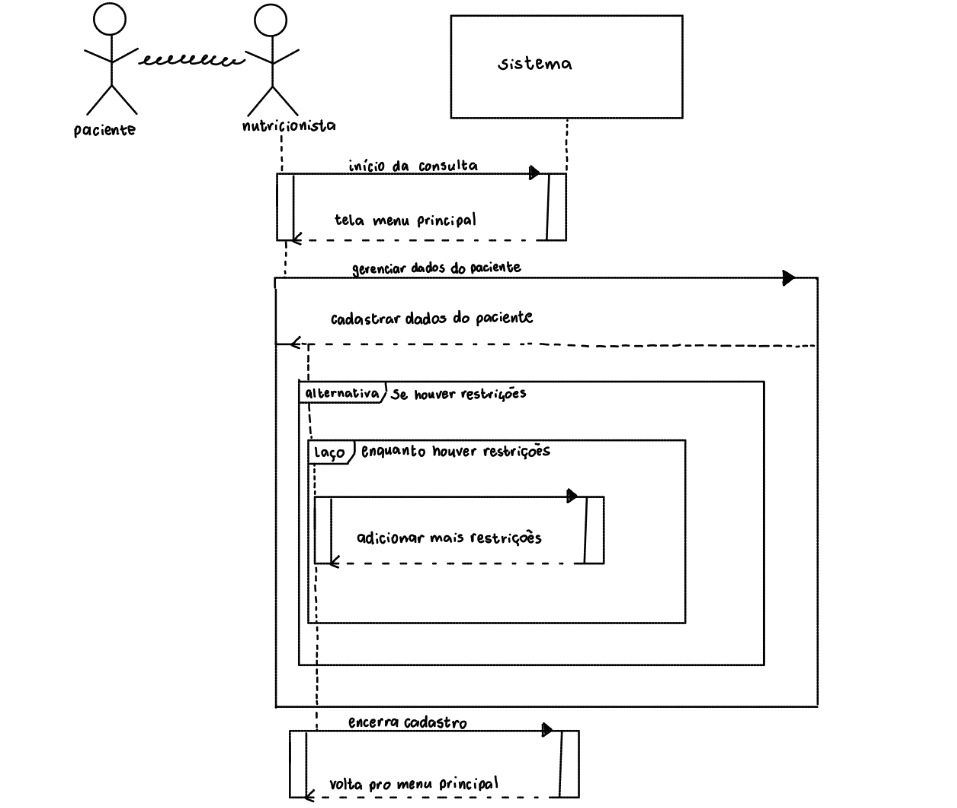 sistema
paciente
nutricionista
início da consulta
tela menu principal
gerenciar dados do paciente
cadastrar dados do paciente
alternativa Se houver restrições
laço enquanto houver restrições
adicionar mais restrições
encerra cadastro
volta pro menu principal